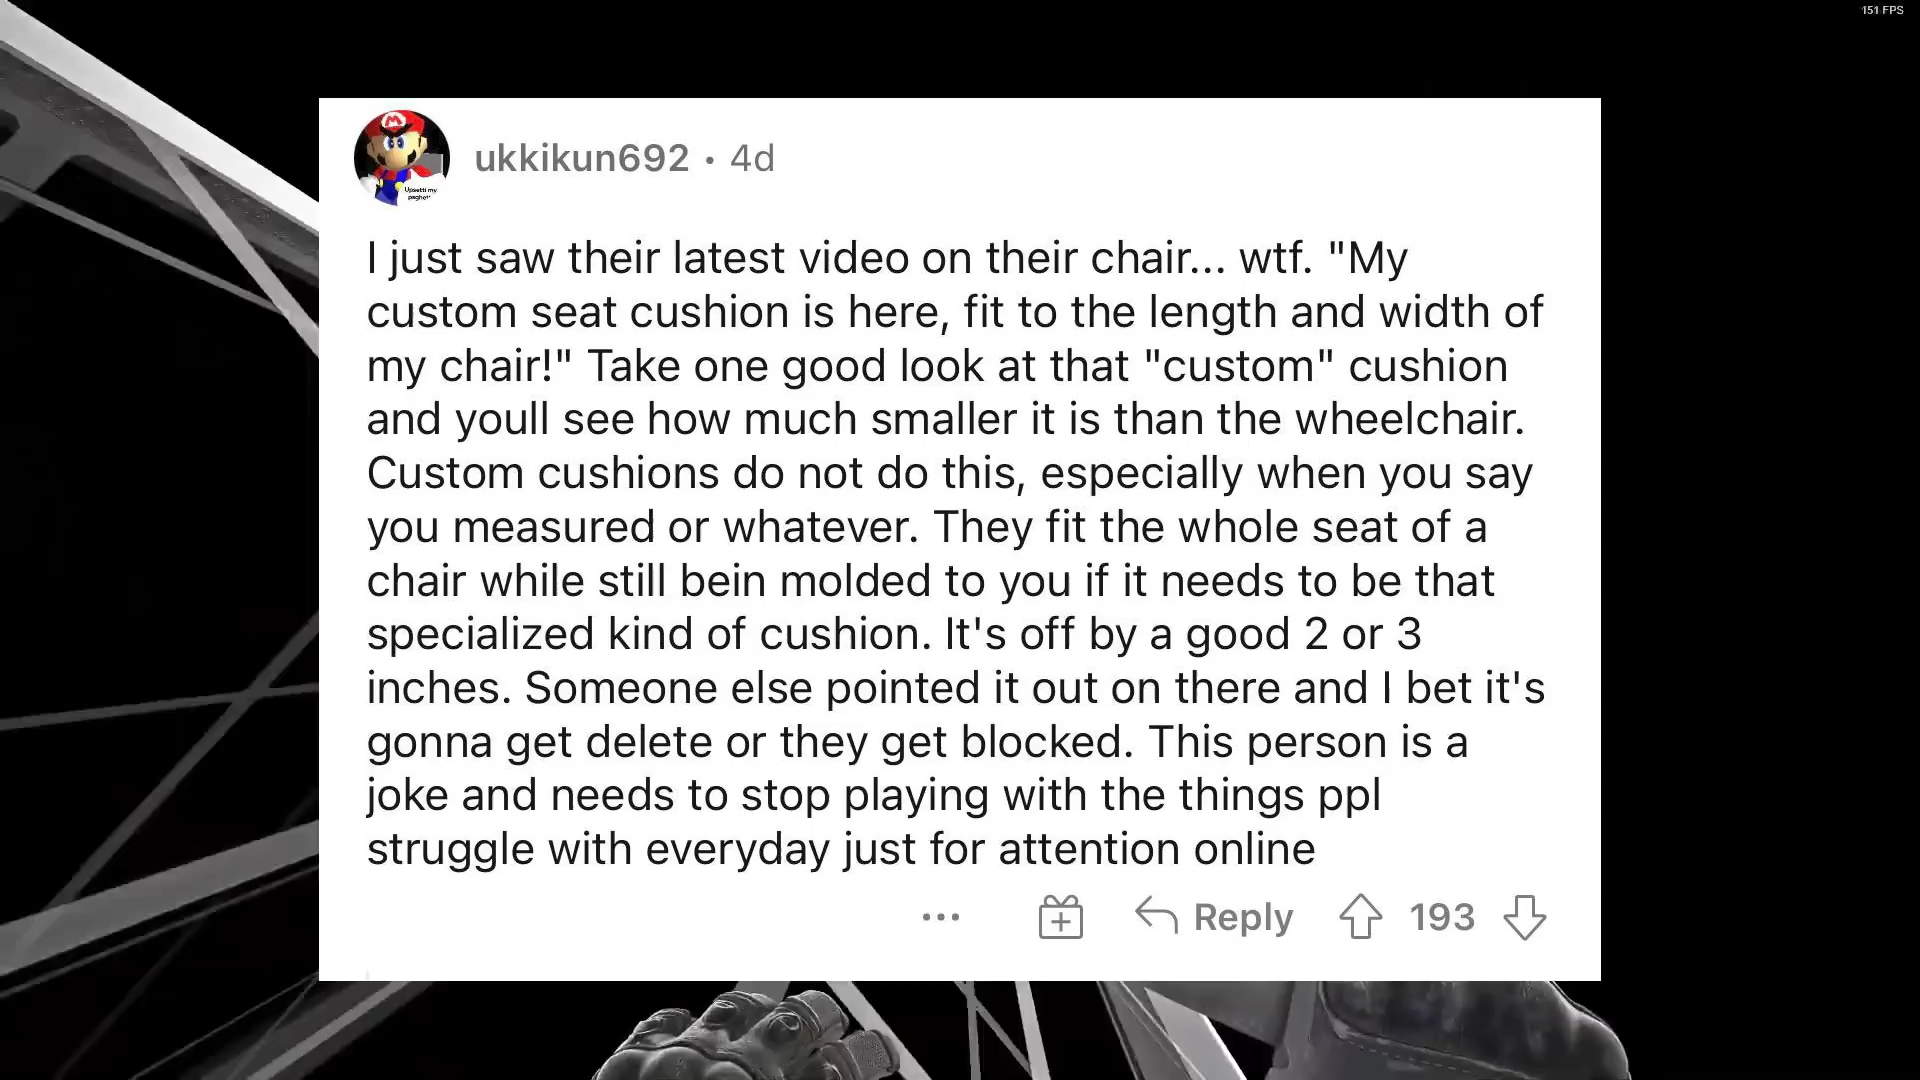 151 FPS
ukkikun692 • 4d
Upsetti my
I just saw their latest video on their chair... wtf. "My
custom seat cushion is here, fit to the length and width of
my chair!" Take one good look at that "custom" cushion
and youll see how much smaller it is than the wheelchair.
Custom cushions do not do this, especially when you say
you measured or whatever. They fit the whole seat of a
chair while still bein molded to you if it needs to be that
specialized kind of cushion. It's off by a good 2 or 3
inches. Someone else pointed it out on there and I bet it's
gonna get delete or they get blocked. This person is a
joke and needs to stop playing with the things ppl
struggle with everyday just for attention online
... Reply 193